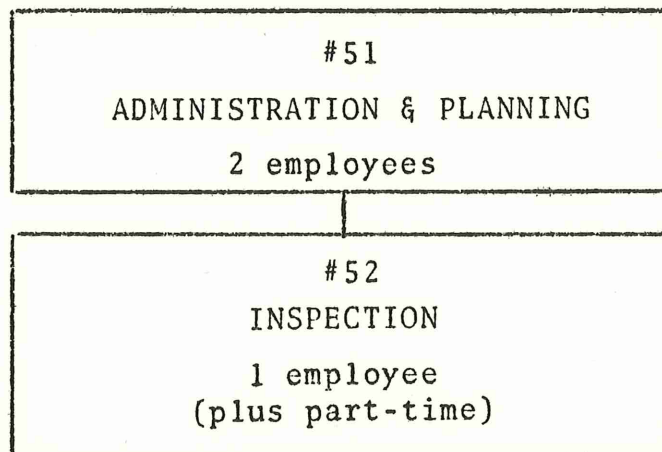 #51
ADMINISTRATION & PLANNING
2 employees
#52
INSPECTION
1 employee
(plus part-time)